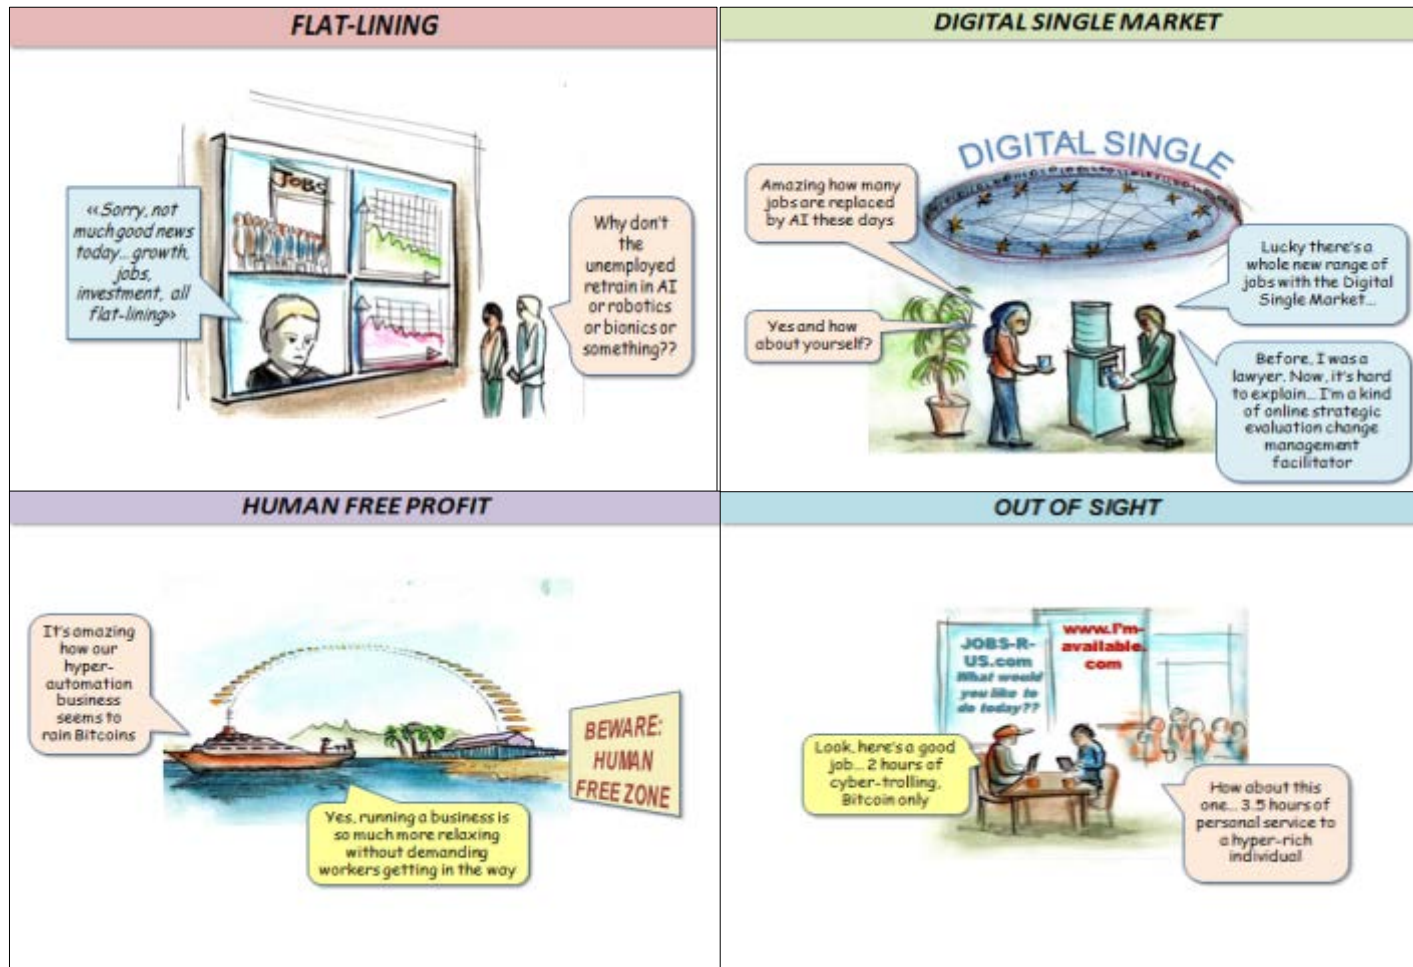 FLAT-LINING
JOBS
«Sorry, not
much good news
today... growth,
jobs,
investment, all
flat-lining»
Why don't
the
unemployed
retrain in AI
or robotics
or bionics or
something??
DIGITAL SINGLE MARKET
DIGITAL SINGLE
Amazing how many
jobs are replaced
by AI these days
Lucky there's a
whole new range of
jobs with the Digital
Single Market...
Yes and how
about yourself?
Before, I was a
lawyer. Now, it's hard
to explain... I'm a kind
of online strategic
evaluation change
management
facilitator
HUMAN FREE PROFIT
It's amazing
how our
hyper-
automation
business
seems to
rain Bitcoins
BEWARE:
HUMAN
FREE ZONE
Yes, running a business is
so much more relaxing
without demanding
workers getting in the way
OUT OF SIGHT
JOBS-R-
US.com
What would
you like to
do today??
www.I'm-
available.
com
Look, here's a good
job... 2 hours of
cyber-trolling,
Bitcoin only
How about this
one... 3.5 hours of
personal service to
a hyper-rich
individual